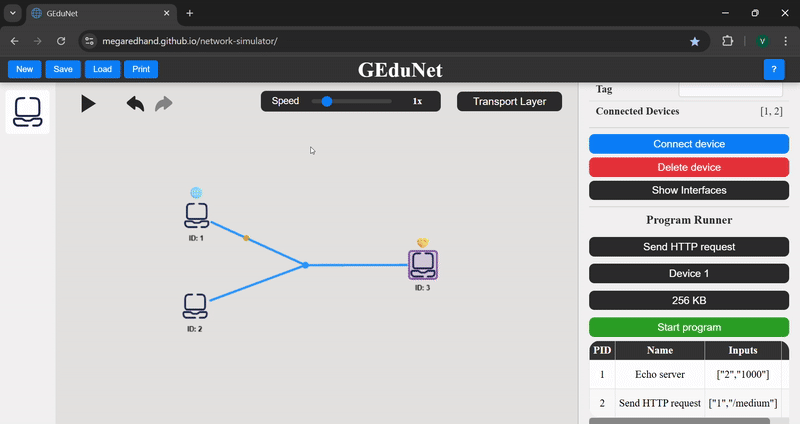 GEduNet
megaredhand.github.io/network-simulator/
V
New Save Load Print
GEduNet
?
Speed 1x
Transport Layer
ID: 1
ID: 2
ID: 3
Tag
Connected Devices [1, 2]
Connect device
Delete device
Show Interfaces
Program Runner
Send HTTP request
Device 1
256 KB
Start program
PID Name Inputs
1 Echo server ["2","1000"]
2 Send HTTP request ["1","/medium"]